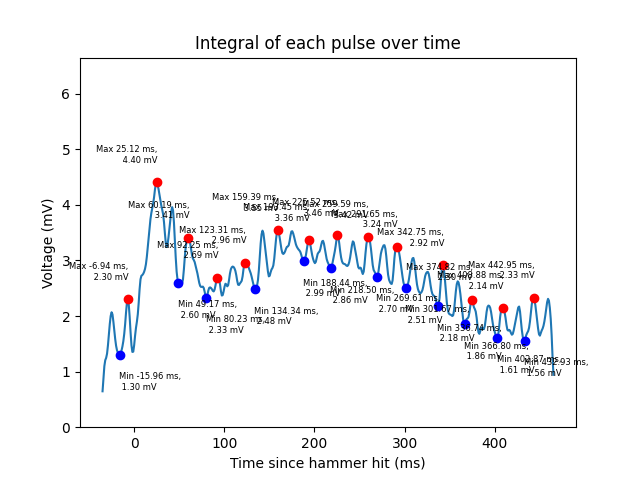 Integral of each pulse over time
Voltage (mV)
6
5
4
3
2
1
0
Max 25.12 ms,
4.40 mV
Max 60.19 ms,
3.41 mV
Max 159.39 ms,
Max 123.31 ms,
2.96 mV
3.36 mV
3.46 mV
3.24 mV
Max 342.75 ms,
2.92 mV
Max 92.25 ms,
2.69 mV
Max -6.94 ms,
2.30 mV
Max 442.95 ms,
2.33 mV
2.14 mV
Min -15.96 ms,
1.30 mV
Min 49.17 ms
2.60 mV
Min 80.23 ms
2.33 mV
Min 134.34 ms,
2.48 mV
Min 188.44 ms,
2.99 mV
Min 218.50 ms,
2.86 mV
Min 269.61 ms,
2.70 mV
2.51 mV
2.18 mV
Min 366.80 ms,
1.86 mV
1.61 mV
Min 432.93 ms,
1.56 mV
0
100
200
300
400
Time since hammer hit (ms)